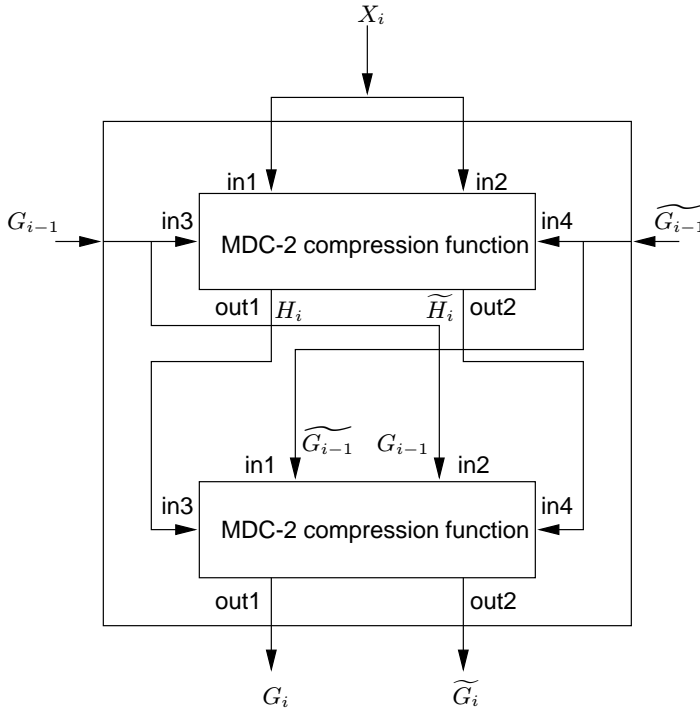 X_i
in1 in2
G_{i−1} in3 in4 \widetilde{G_{i−1}}
MDC-2 compression function
out1 H_i \widetilde{H_i} out2
\widetilde{G_{i−1}} G_{i−1}
in1 in2
in3 in4
MDC-2 compression function
out1 out2
G_i \widetilde{G_i}